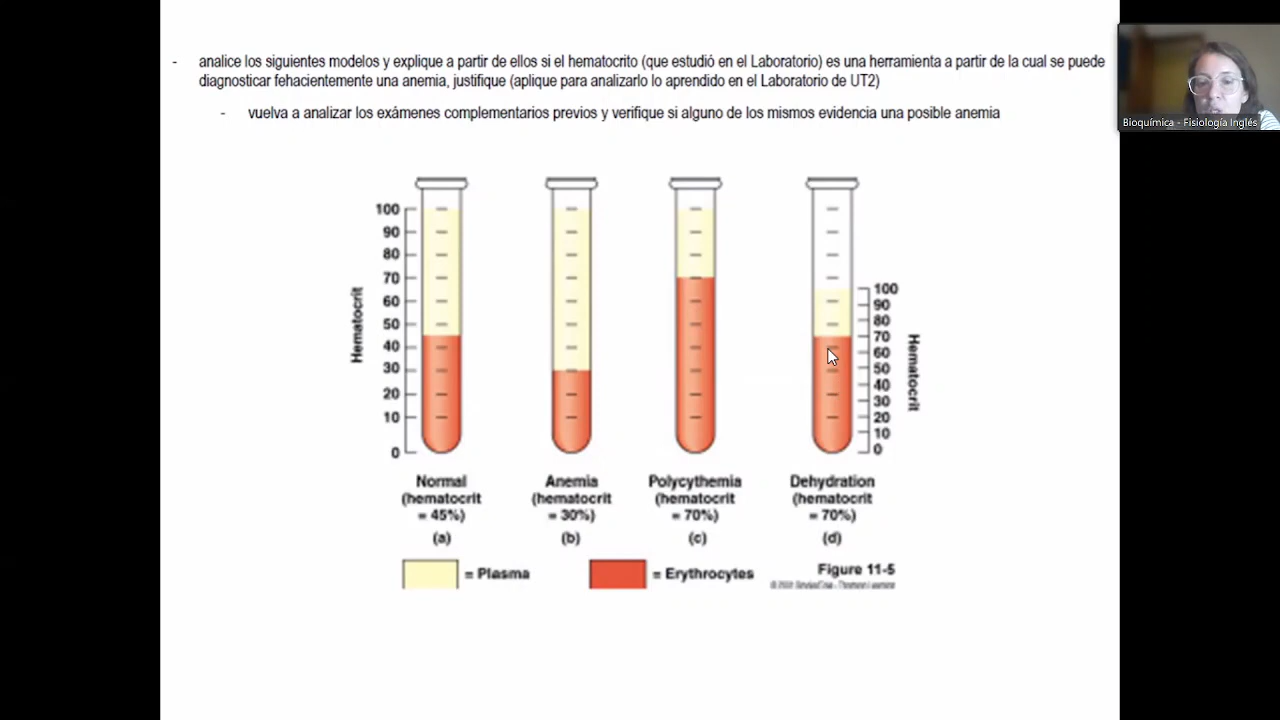 - analice los siguientes modelos y explique a partir de ellos si el hematocrito (que estudió en el Laboratorio) es una herramienta a partir de la cual se puede
diagnosticar fehacientemente una anemia, justifique (aplique para analizarlo lo aprendido en el Laboratorio de UT2)
- vuelva a analizar los exámenes complementarios previos y verifique si alguno de los mismos evidencia una posible anemia
Bioquímica - Fisiología Inglés
Hematocrit
100
90
80
70
60
50
40
30
20
10
0
100
90
80
70
60
50
40
30
20
10
0
Hematocrit
Normal
(hematocrit
= 45%)
(a)
Anemia
(hematocrit
= 30%)
(b)
Polycythemia
(hematocrit
= 70%)
(c)
Dehydration
(hematocrit
= 70%)
(d)
= Plasma
= Erythrocytes
Figure 11-5